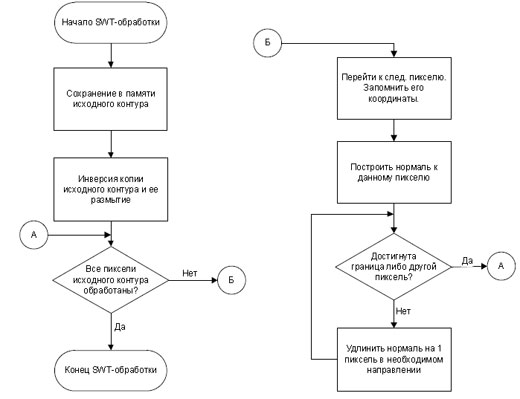 Начало SWT-обработки
Сохранение в памяти
исходного контура
Инверсия копии
исходного контура и ее
размытие
А
Все пиксели
исходного контура
обработаны?
Нет
Б
Да
Конец SWT-обработки
Б
Перейти к след. пикселю.
Запомнить его
координаты.
Построить нормаль к
данному пикселю
Достигнута
граница либо другой
пиксель?
Да
А
Нет
Удлинить нормаль на 1
пиксель в необходимом
направлении